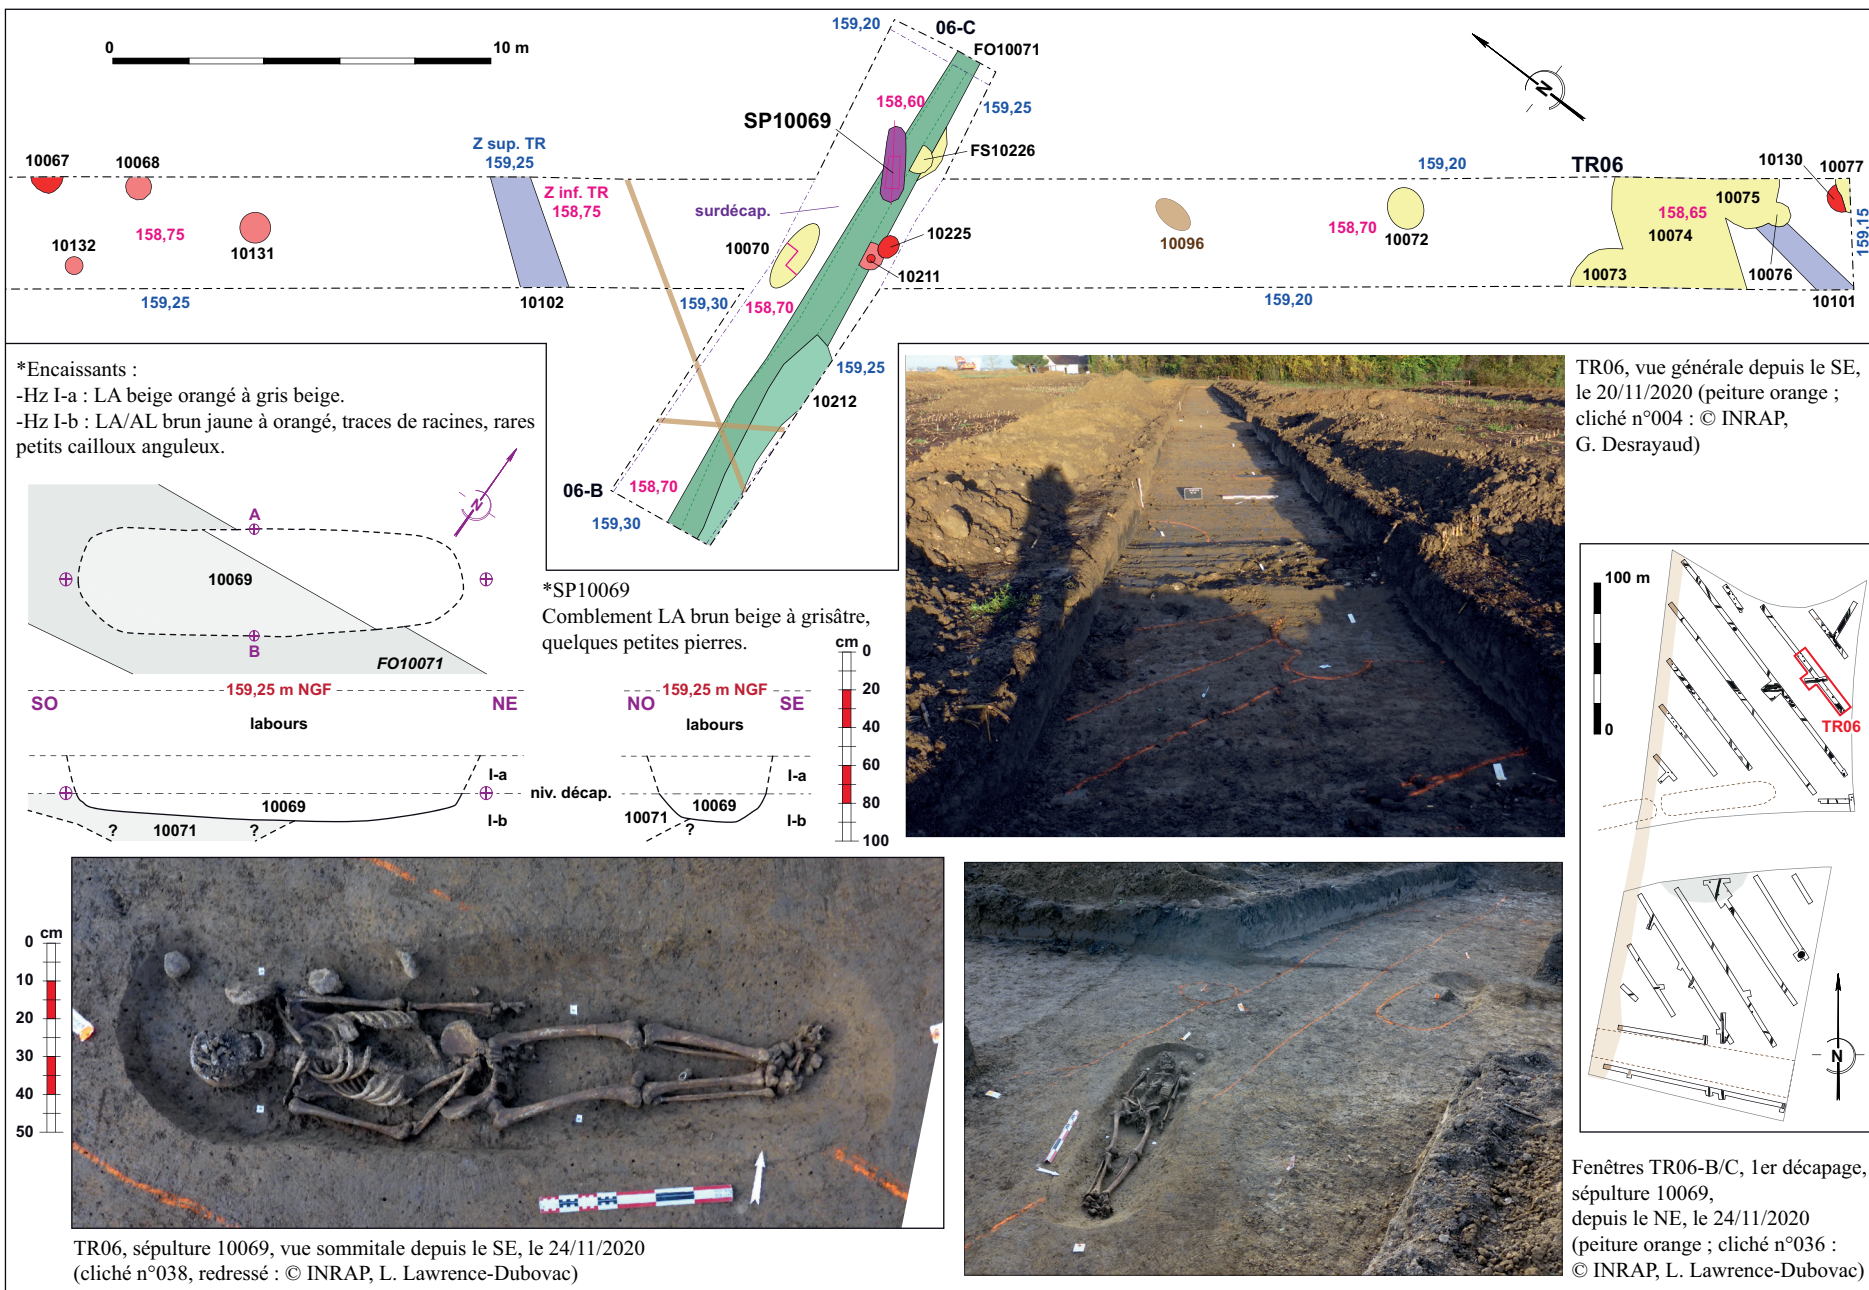 0
10 m
159,20
06-C
FO10071
158,60
SP10069
159,25
N
FS10226
10067
10068
Z sup. TR
159,25
159,20
TR06
10130
10077
Z inf. TR
158,75
surdécap.
10075
158,65
10074
158,75
10132
10131
10070
10225
10211
10096
158,70
10072
10073
10076
159,15
159,25
10102
159,30
158,70
159,20
10101
159,25
10212
06-B
158,70
159,30
*Encaissants :
-Hz I-a : LA beige orangé à gris beige.
-Hz I-b : LA/AL brun jaune à orangé, traces de racines, rares
petits cailloux anguleux.
N
A
10069
B
FO10071
*SP10069
Comblement LA brun beige à grisâtre,
quelques petites pierres.
159,25 m NGF
SO
NE
labours
I-a
10069
niv. décap.
I-b
10071
?
?
159,25 m NGF
NO
SE
labours
I-a
10069
10071
?
I-b
cm
0
20
40
60
80
100
TR06, vue générale depuis le SE,
le 20/11/2020 (peiture orange ;
cliché n°004 : © INRAP,
G. Desrayaud)
100 m
0
TR06
N
cm
0
10
20
30
40
50
TR06, sépulture 10069, vue sommitale depuis le SE, le 24/11/2020
(cliché n°038, redressé : © INRAP, L. Lawrence-Dubovac)
Fenêtres TR06-B/C, 1er décapage,
sépulture 10069,
depuis le NE, le 24/11/2020
(peiture orange ; cliché n°036 :
© INRAP, L. Lawrence-Dubovac)